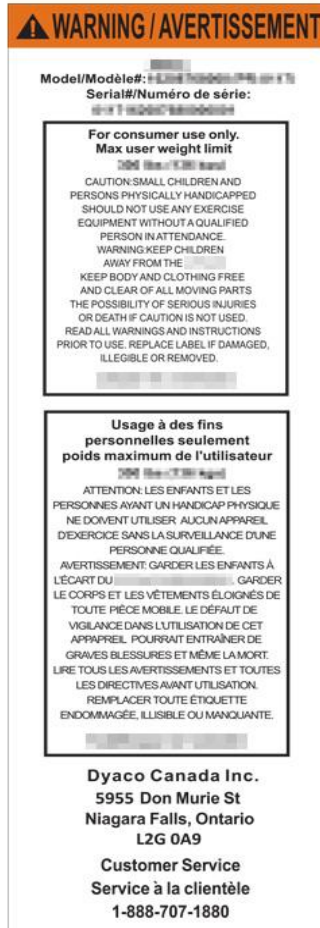 WARNING / AVERTISSEMENT
Model/Modèle#:
Serial#/Numéro de série:
For consumer use only.
Max user weight limit
CAUTION:SMALL CHILDREN AND
PERSONS PHYSICALLY HANDICAPPED
SHOULD NOT USE ANY EXERCISE
EQUIPMENT WITHOUT A QUALIFIED
PERSON IN ATTENDANCE.
WARNING:KEEP CHILDREN
AWAY FROM THE
KEEP BODY AND CLOTHING FREE
AND CLEAR OF ALL MOVING PARTS
THE POSSIBILITY OF SERIOUS INJURIES
OR DEATH IF CAUTION IS NOT USED.
READ ALL WARNINGS AND INSTRUCTIONS
PRIOR TO USE. REPLACE LABEL IF DAMAGED,
ILLEGIBLE OR REMOVED.
Usage à des fins
personnelles seulement
poids maximum de l'utilisateur
ATTENTION: LES ENFANTS ET LES
PERSONNES AYANT UN HANDICAP PHYSIQUE
NE DOIVENT UTILISER AUCUN APPAREIL
D'EXERCICE SANS LA SURVEILLANCE D'UNE
PERSONNE QUALIFIÉE.
AVERTISSEMENT: GARDER LES ENFANTS À
L'ÉCART DU . GARDER
LE CORPS ET LES VÊTEMENTS ÉLOIGNÉS DE
TOUTE PIÈCE MOBILE. LE DÉFAUT DE
VIGILANCE DANS L'UTILISATION DE CET
APPAPREIL POURRAIT ENTRAÎNER DE
GRAVES BLESSURES ET MÊME LA MORT.
LIRE TOUS LES AVERTISSEMENTS ET TOUTES
LES DIRECTIVES AVANT UTILISATION.
REMPLACER TOUTE ÉTIQUETTE
ENDOMMAGÉE, ILLISIBLE OU MANQUANTE.
Dyaco Canada Inc.
5955 Don Murie St
Niagara Falls, Ontario
L2G 0A9
Customer Service
Service à la clientèle
1-888-707-1880